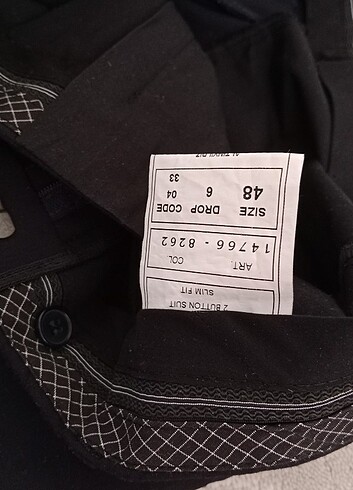 2 BUTTON SUIT
SLIM FIT
ART. COL
14766 - 8262
SIZE DROP CODE
48 6 04
33